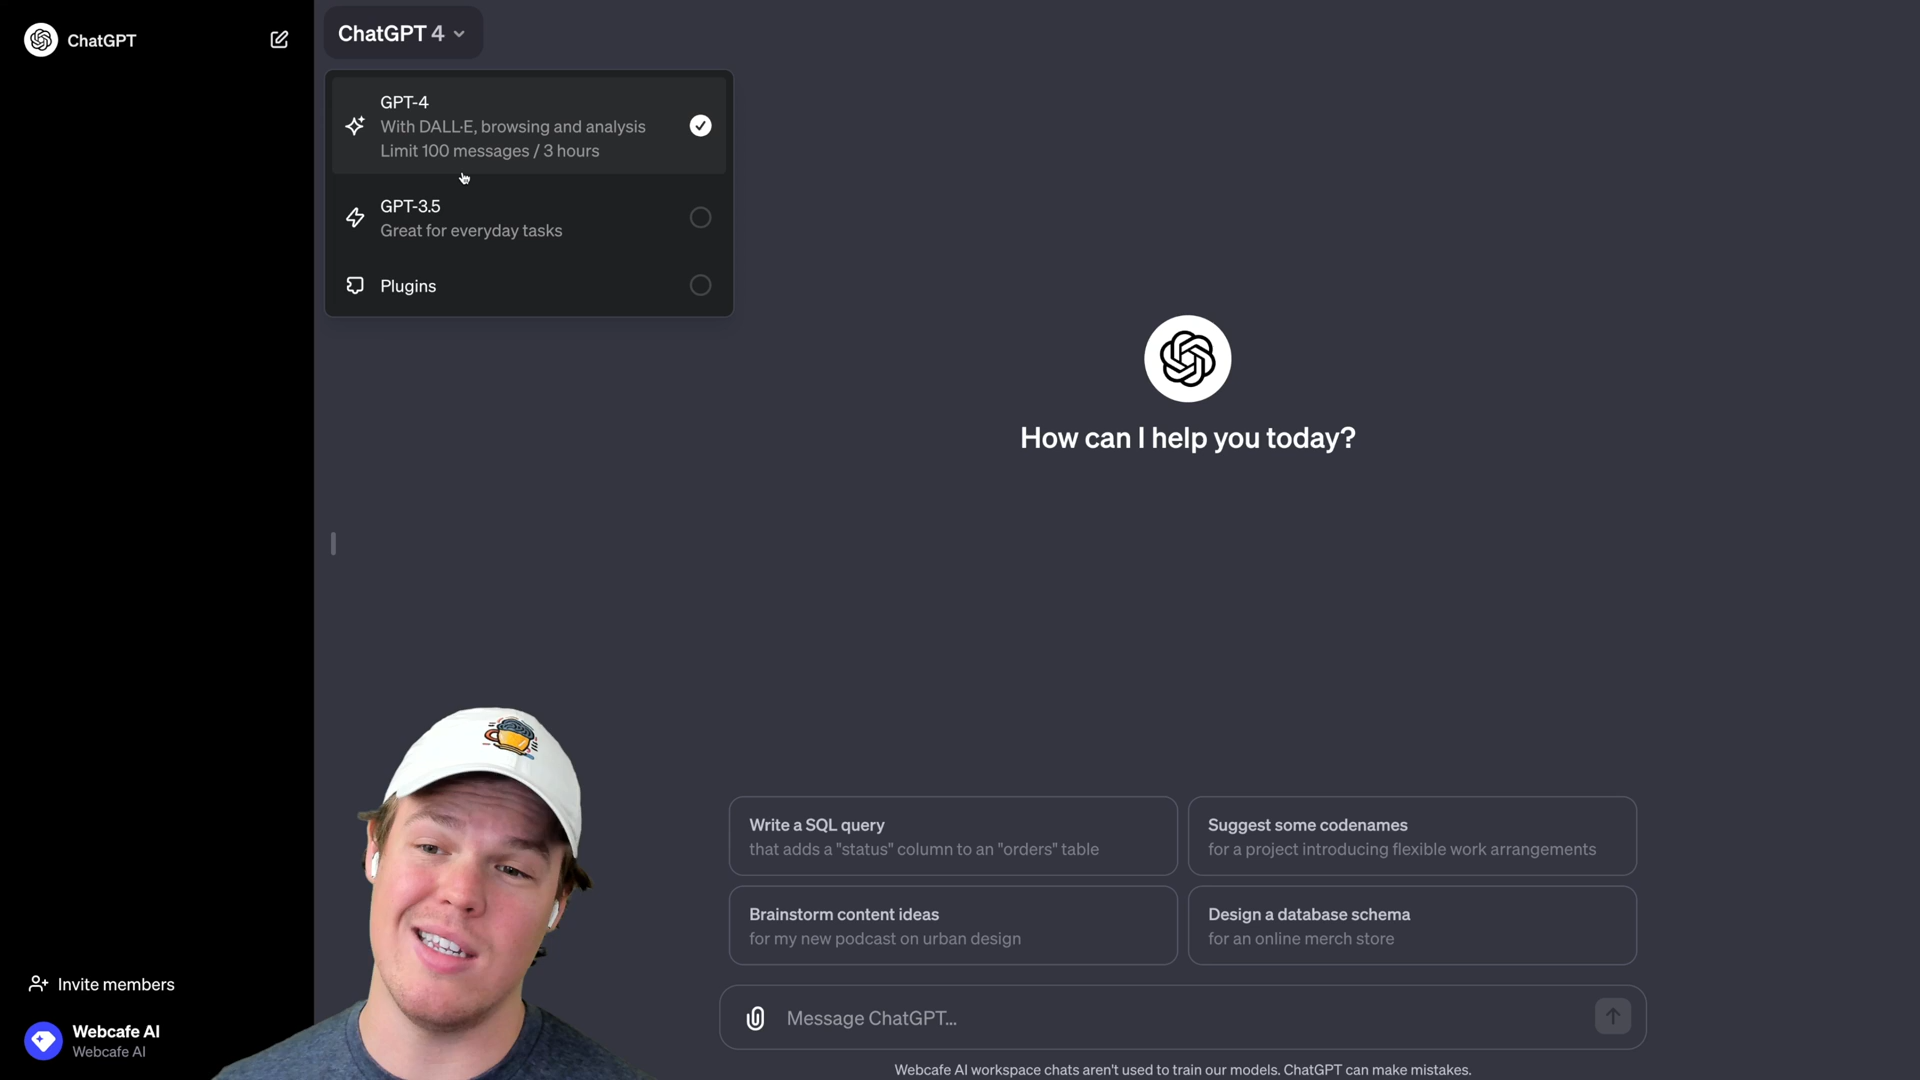 ChatGPT
ChatGPT 4
GPT-4
With DALL·E, browsing and analysis
Limit 100 messages / 3 hours
GPT-3.5
Great for everyday tasks
Plugins
How can I help you today?
Write a SQL query
that adds a "status" column to an "orders" table
Suggest some codenames
for a project introducing flexible work arrangements
Brainstorm content ideas
for my new podcast on urban design
Design a database schema
for an online merch store
Invite members
Webcafe AI
Webcafe AI
Message ChatGPT...
Webcafe AI workspace chats aren't used to train our models. ChatGPT can make mistakes.